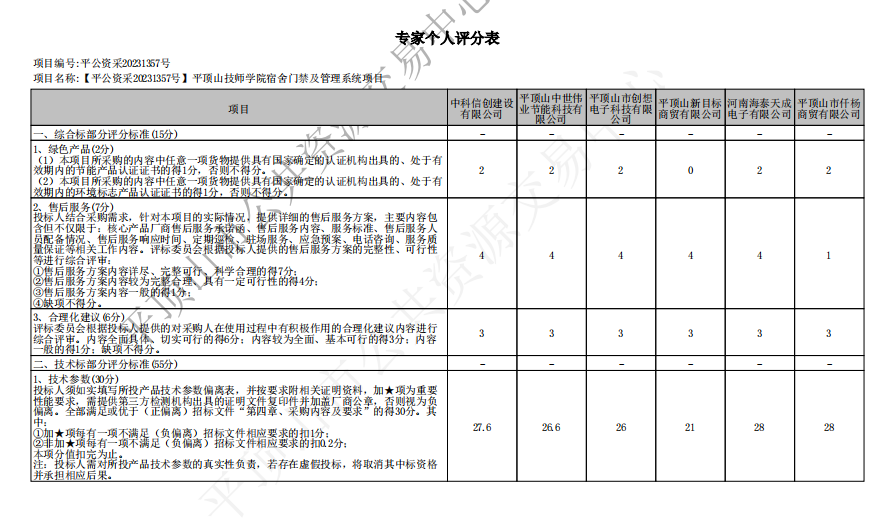 专家个人评分表
项目编号:平公资采20231357号
项目名称:【平公资采20231357号】平顶山技师学院宿舍门禁及管理系统项目
项目
中科信创建设
有限公司
平顶山中世伟
业节能科技有
限公司
平顶山市创想
电子科技有限
公司
平顶山新目标
商贸有限公司
河南海泰天成
电子有限公司
平顶山市仟杨
商贸有限公司
一、综合标部分评分标准(15分)
－ － － － － －
1、绿色产品(2分)
（1）本项目所采购的内容中任意一项货物提供具有国家确定的认证机构出具的、处于有
效期内的节能产品认证证书的得1分，否则不得分。
（2）本项目所采购的内容中任意一项货物提供具有国家确定的认证机构出具的、处于有
效期内的环境标志产品认证证书的得1分，否则不得分。
2 2 2 0 2 2
2、售后服务(7分)
投标人结合采购需求，针对本项目的实际情况，提供详细的售后服务方案，主要内容包
含但不仅限于：核心产品厂商售后服务承诺函、售后服务内容、服务标准、售后服务人
员配备情况、售后服务响应时间、定期巡检、驻场服务、应急预案、电话咨询、服务质
量保证等相关工作内容。评标委员会根据投标人提供的售后服务方案的完整性、可行性
等进行综合评审:
①售后服务方案内容详尽、完整可行、科学合理的得7分；
②售后服务方案内容较为完整合理、具有一定可行性的得4分；
③售后服务方案内容一般的得1分；
④缺项不得分。
4 4 4 4 4 1
3、合理化建议(6分)
评标委员会根据投标人提供的对采购人在使用过程中有积极作用的合理化建议内容进行
综合评审。内容全面具体、切实可行的得6分；内容较为全面、基本可行的得3分；内容
一般的得1分；缺项不得分。
3 3 3 3 3 3
二、技术标部分评分标准(55分)
－ － － － － －
1、技术参数(30分)
投标人须如实填写所投产品技术参数偏离表，并按要求附相关证明资料，加★项为重要
性能要求，需提供第三方检测机构出具的证明文件复印件并加盖厂商公章，否则视为负
偏离。全部满足或优于（正偏离）招标文件“第四章、采购内容及要求”的得30分。其
中:
①加★项每有一项不满足（负偏离）招标文件相应要求的扣1分；
②非加★项每有一项不满足（负偏离）招标文件相应要求的扣0.2分；
本项分值扣完为止。
注：投标人需对所投产品技术参数的真实性负责，若存在虚假投标，将取消其中标资格
并承担相应后果。
27.6 26.6 26 21 28 28
平顶山市公共资源交易中心
平顶山市公共资源交易中心